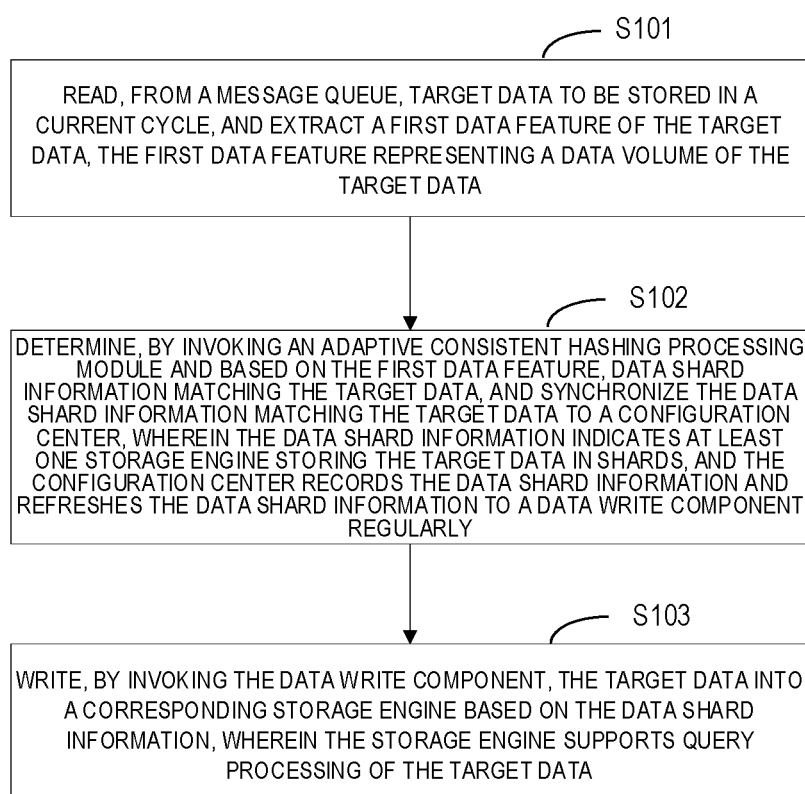 S101
READ, FROM A MESSAGE QUEUE, TARGET DATA TO BE STORED IN A
CURRENT CYCLE, AND EXTRACT A FIRST DATA FEATURE OF THE TARGET
DATA, THE FIRST DATA FEATURE REPRESENTING A DATA VOLUME OF THE
TARGET DATA
S102
DETERMINE, BY INVOKING AN ADAPTIVE CONSISTENT HASHING PROCESSING
MODULE AND BASED ON THE FIRST DATA FEATURE, DATA SHARD
INFORMATION MATCHING THE TARGET DATA, AND SYNCHRONIZE THE DATA
SHARD INFORMATION MATCHING THE TARGET DATA TO A CONFIGURATION
CENTER, WHEREIN THE DATA SHARD INFORMATION INDICATES AT LEAST
ONE STORAGE ENGINE STORING THE TARGET DATA IN SHARDS, AND THE
CONFIGURATION CENTER RECORDS THE DATA SHARD INFORMATION AND
REFRESHES THE DATA SHARD INFORMATION TO A DATA WRITE COMPONENT
REGULARLY
S103
WRITE, BY INVOKING THE DATA WRITE COMPONENT, THE TARGET DATA INTO
A CORRESPONDING STORAGE ENGINE BASED ON THE DATA SHARD
INFORMATION, WHEREIN THE STORAGE ENGINE SUPPORTS QUERY
PROCESSING OF THE TARGET DATA